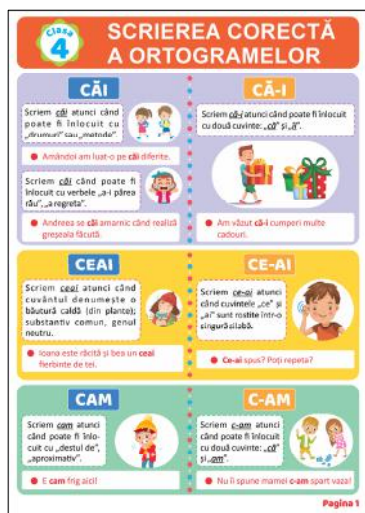 Clasa
4
SCRIEREA CORECTĂ
A ORTOGRAMELOR
CĂI
Scriem căi atunci când
poate fi înlocuit cu
„drumuri” sau „metode”.
Amândoi am luat-o pe căi diferite.
Scriem căi când poate fi
înlocuit cu verbele „a-i părea
rău”, „a regreta”.
Andreea se căi amarnic când realiză
greșeala făcută.
CĂ-I
Scriem că-i atunci când poate fi înlocuit
cu două cuvinte: „că” și „îi”.
Am văzut că-i cumperi multe
cadouri.
CEAI
Scriem ceai atunci când
cuvântul denumește o
băutură caldă (din plante);
substantiv comun, genul
neutru.
Ioana este răcită și bea un ceai
fierbinte de tei.
CE-AI
Scriem ce-ai atunci
când cuvintele „ce” și
„ai” sunt rostite într-o
singură silabă.
Ce-ai spus? Poți repeta?
CAM
Scriem cam atunci
când poate fi înlo-
cuit cu „destul de”,
„aproximativ”.
E cam frig aici!
C-AM
Scriem c-am atunci
când poate fi înlocuit
cu două cuvinte: „că”
și „am”.
Nu îi spune mamei c-am spart vaza!
Pagina 1